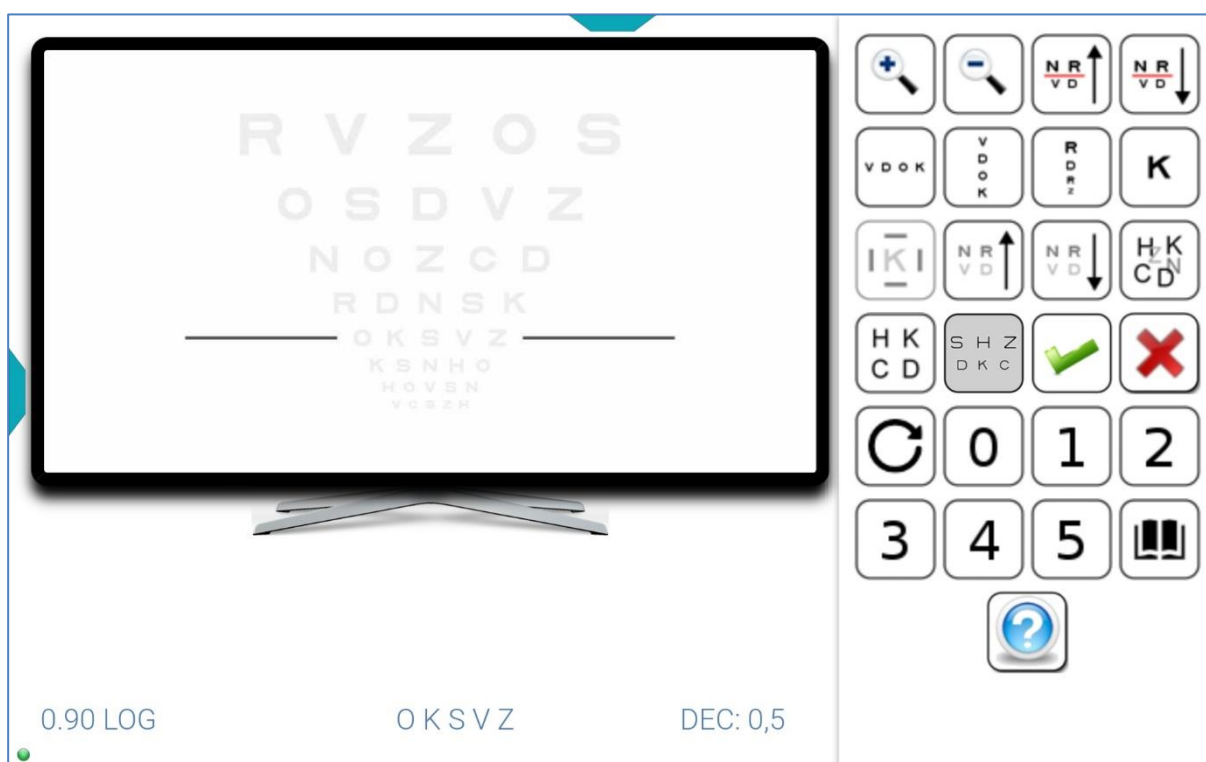 R V Z O S
O S D V Z
N O Z C D
R D N S K
O K S V Z
K S N H O
H O V S N
V C S Z H
0.90 LOG
O K S V Z
DEC: 0,5
N R
V D
N R
V D
V D O K
V
D
O
K
R
D
R
Z
K
K
N R
V D
N R
V D
H K
Z N
C D
H K
C D
S H Z
D K C
0
1
2
3
4
5
?